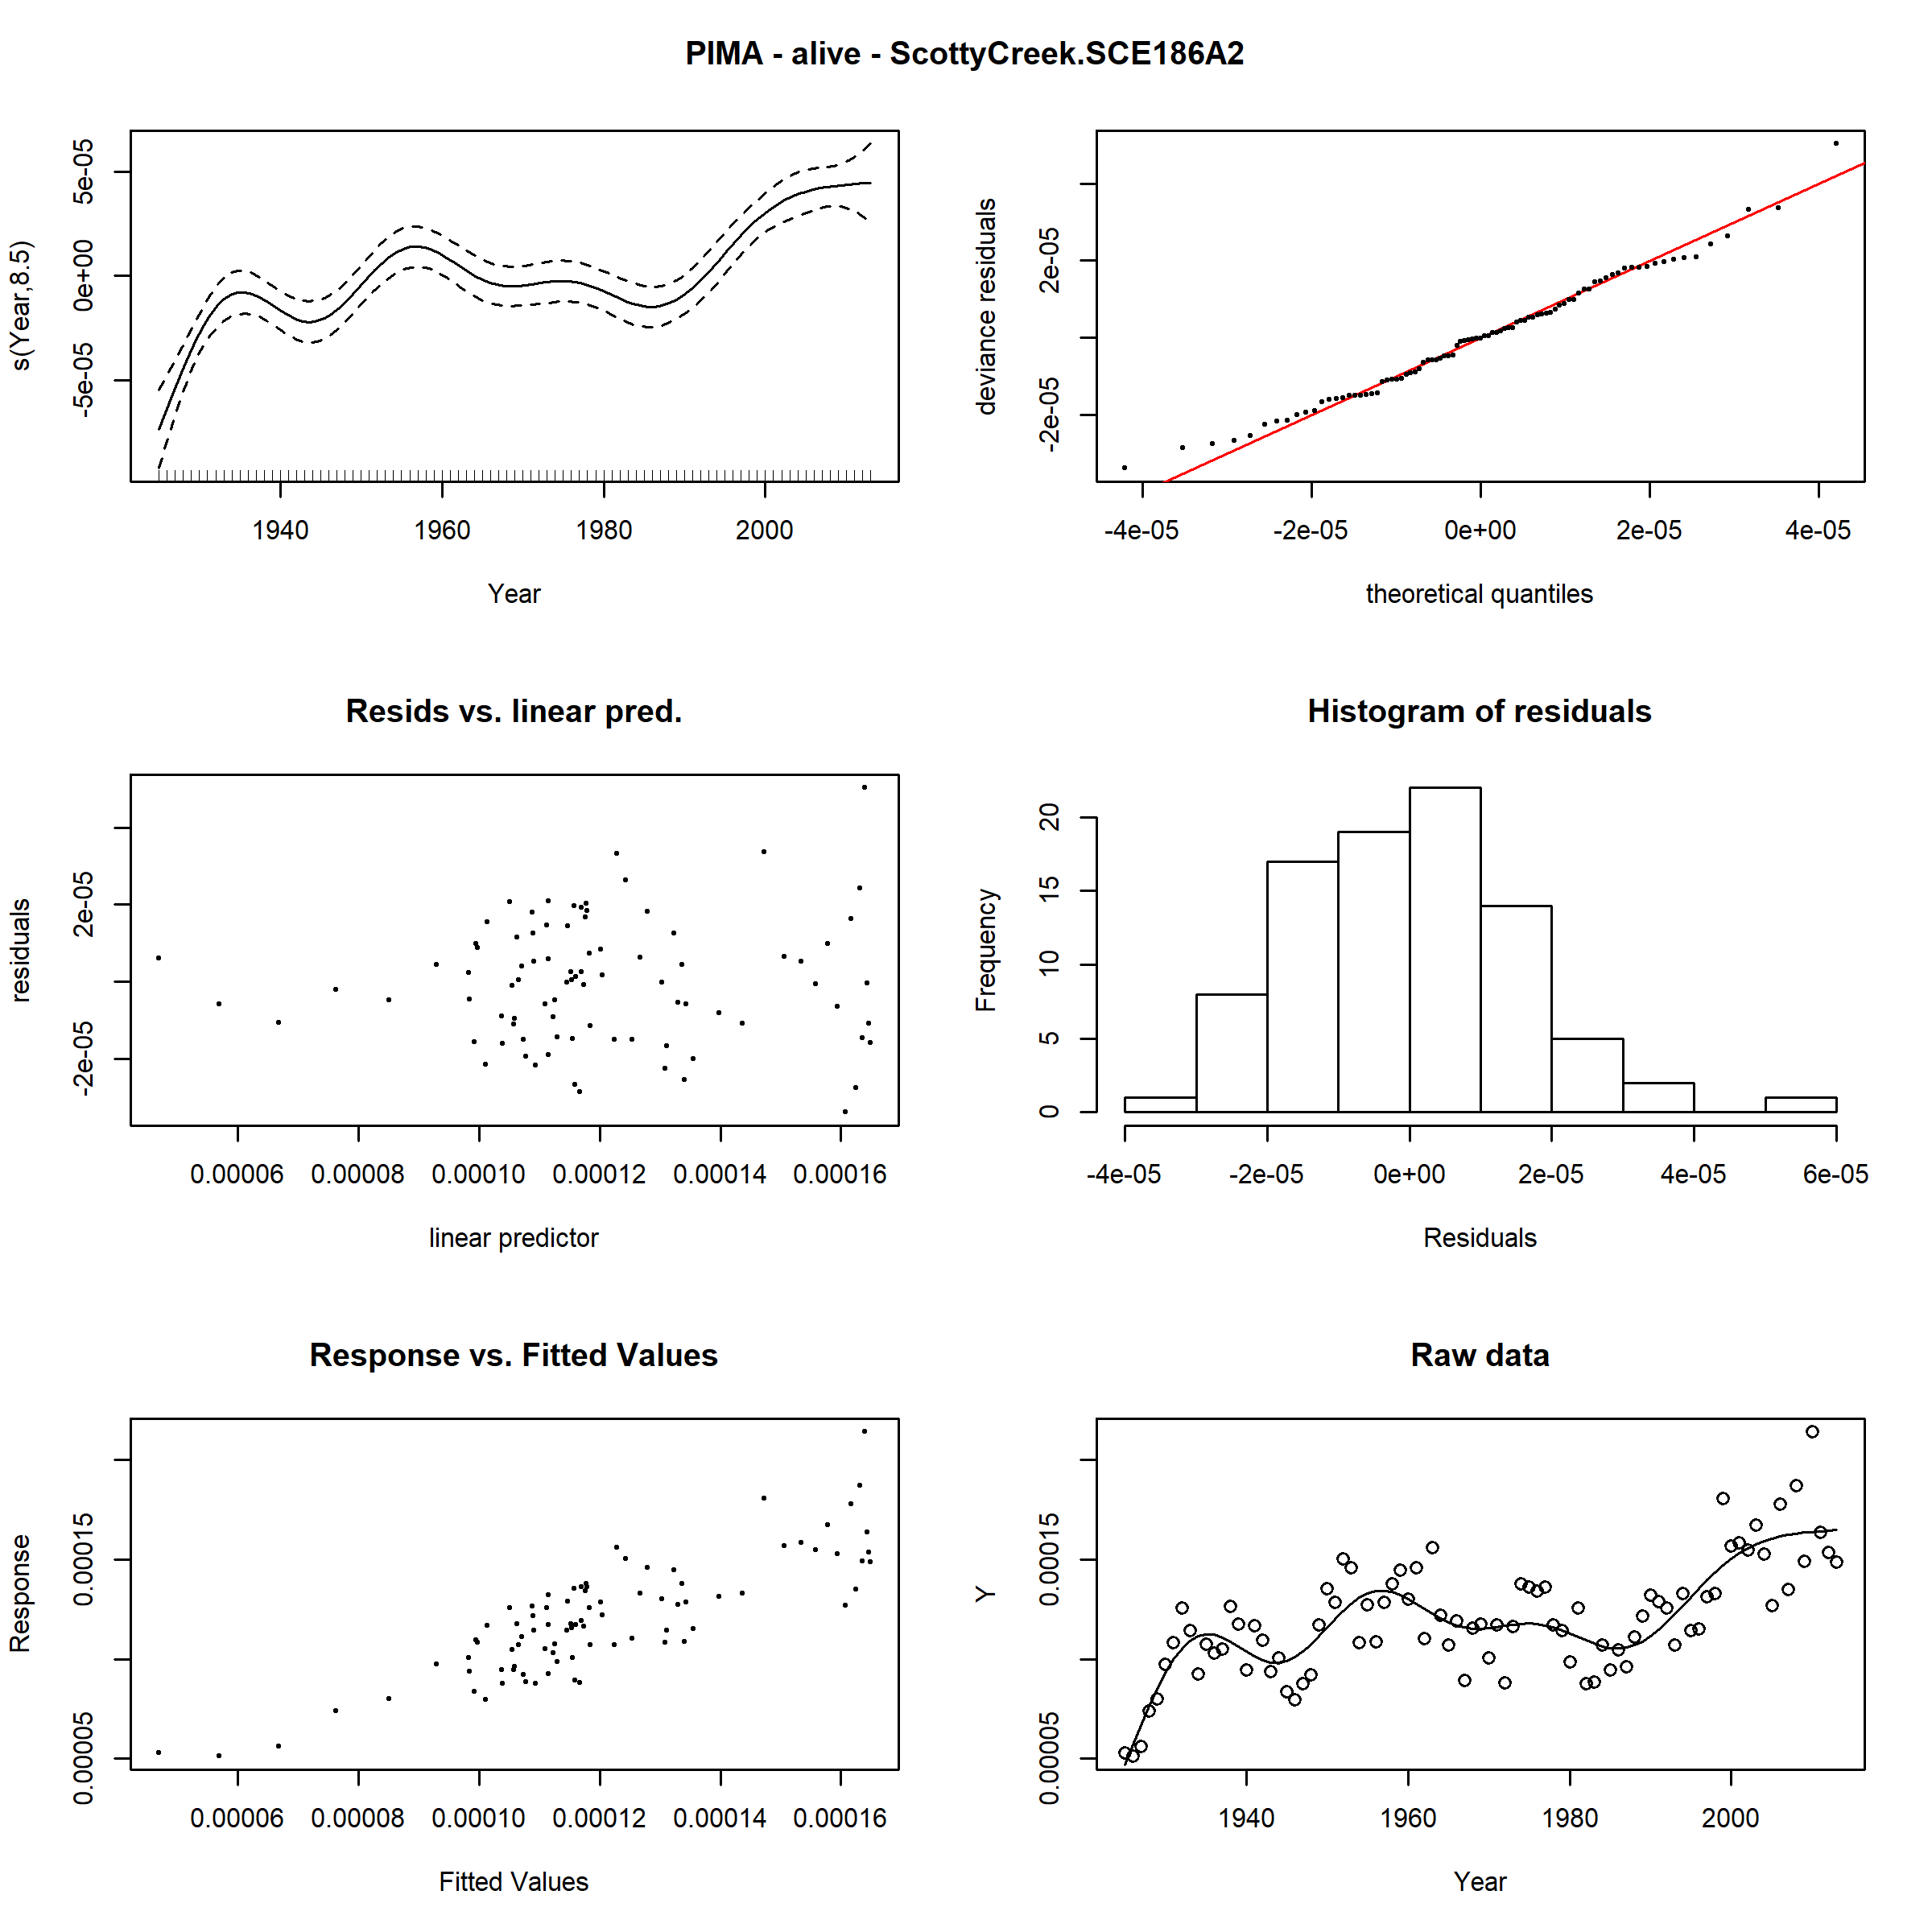 PIMA - alive - ScottyCreek.SCE186A2
s(Year,8.5)
5e-05
0e+00
-5e-05
1940 1960 1980 2000
Year
deviance residuals
2e-05
-2e-05
-4e-05 -2e-05 0e+00 2e-05 4e-05
theoretical quantiles
Resids vs. linear pred.
residuals
2e-05
-2e-05
0.00006 0.00008 0.00010 0.00012 0.00014 0.00016
linear predictor
Histogram of residuals
Frequency
20
15
10
5
0
-4e-05 -2e-05 0e+00 2e-05 4e-05 6e-05
Residuals
Response vs. Fitted Values
Response
0.00015
0.00005
0.00006 0.00008 0.00010 0.00012 0.00014 0.00016
Fitted Values
Raw data
Y
0.00015
0.00005
1940 1960 1980 2000
Year